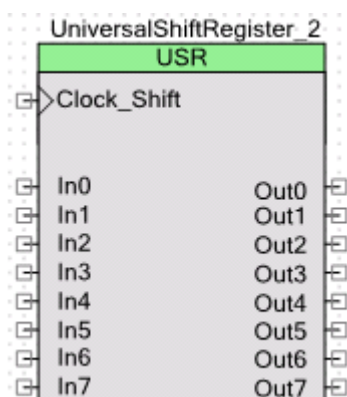 UniversalShiftRegister_2
USR
Clock_Shift
In0 Out0
In1 Out1
In2 Out2
In3 Out3
In4 Out4
In5 Out5
In6 Out6
In7 Out7